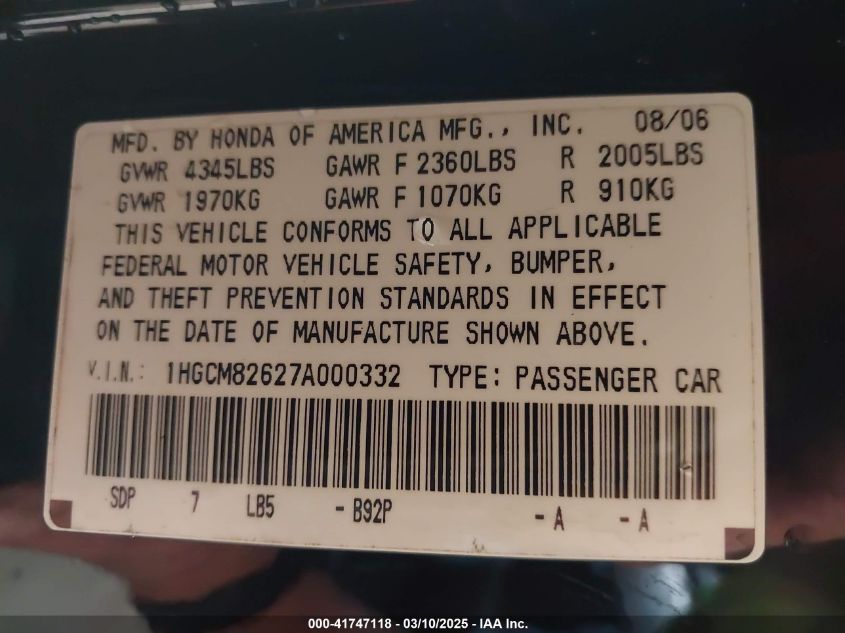 MFD. BY HONDA OF AMERICA MFG., INC. 08/06
GVWR 4345LBS GAWR F 2360LBS R 2005LBS
GVWR 1970KG GAWR F 1070KG R 910KG
THIS VEHICLE CONFORMS TO ALL APPLICABLE
FEDERAL MOTOR VEHICLE SAFETY, BUMPER,
AND THEFT PREVENTION STANDARDS IN EFFECT
ON THE DATE OF MANUFACTURE SHOWN ABOVE.
V.I.N.: 1HGCM82627A000332 TYPE: PASSENGER CAR
SDP 7 LB5 - B92P - A - A
000-41747118 - 03/10/2025 - IAA Inc.